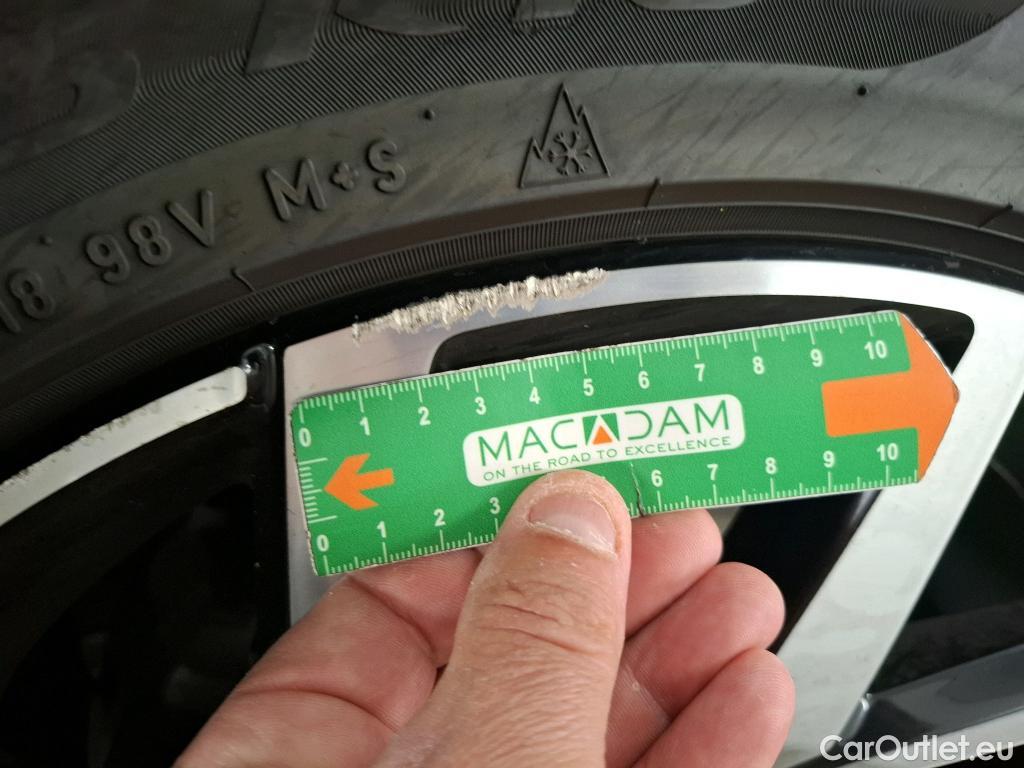 18 98V M+S
0 1 2 3 4 5 6 7 8 9 10
MACADAM
ON THE ROAD TO EXCELLENCE
0 1 2 3 6 7 8 9 10
CarOutlet.eu